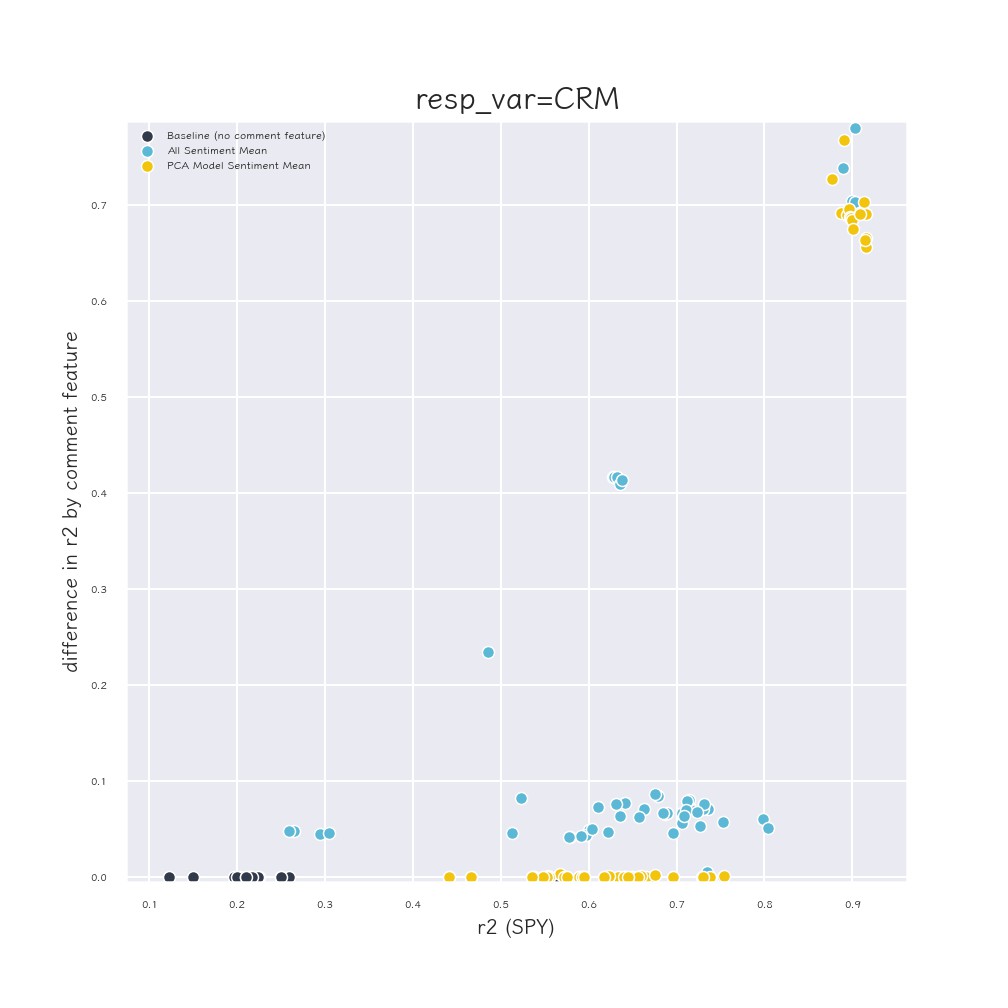 resp_var=CRM
Baseline (no comment feature)
All Sentiment Mean
PCA Model Sentiment Mean
difference in r2 by comment feature
0.7
0.6
0.5
0.4
0.3
0.2
0.1
0.0
0.1 0.2 0.3 0.4 0.5 0.6 0.7 0.8 0.9
r2 (SPY)